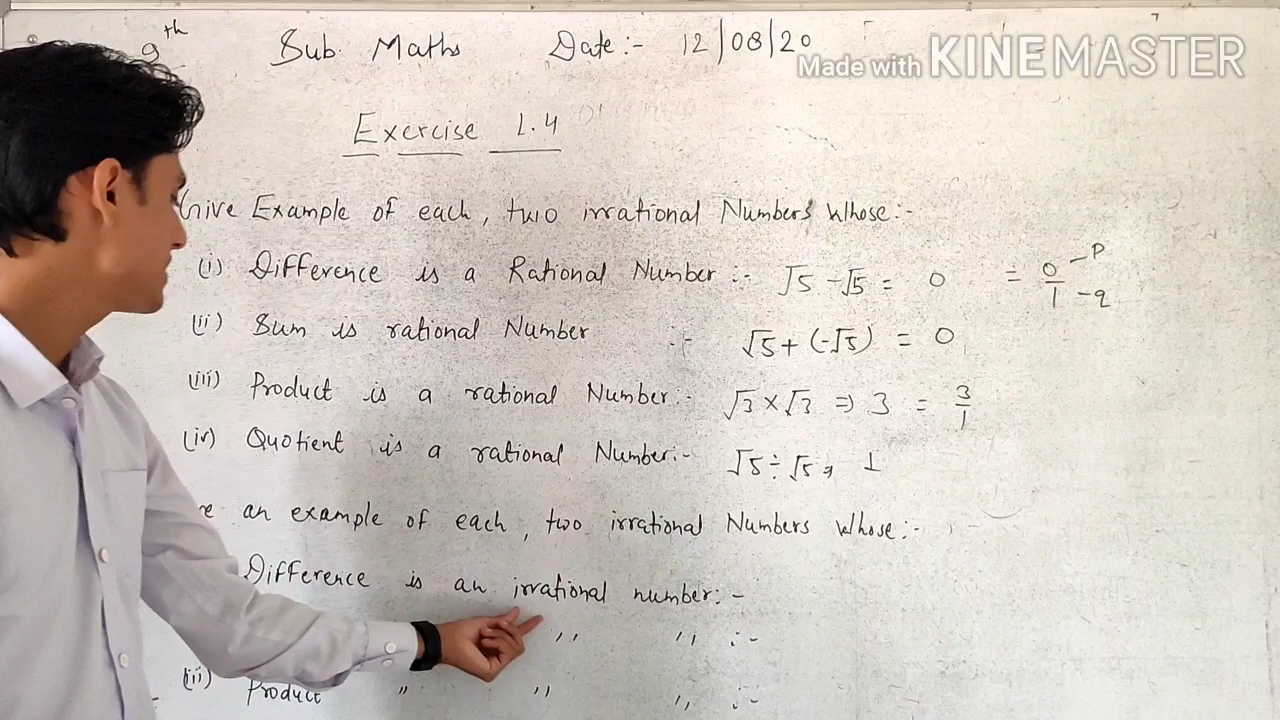 9th Sub. Maths Date:- 12/08/20
Made with KINEMASTER
Exercise 1.4
Give Example of each, two irrational Numbers Whose:-
(i) Difference is a Rational Number:- √5 - √5 = 0 = 0/1 - p - q
(ii) Sum is rational Number :- √5 + (-√5) = 0
(iii) Product is a rational Number:- √3 × √3 ⇒ 3 = 3/1
(iv) Quotient is a rational Number:- √5 ÷ √5 ⇒ 1
an example of each, two irrational Numbers Whose:-
Difference is an irrational number:-
,, ,, :-
(iii) Product ,, ,, ,, :-